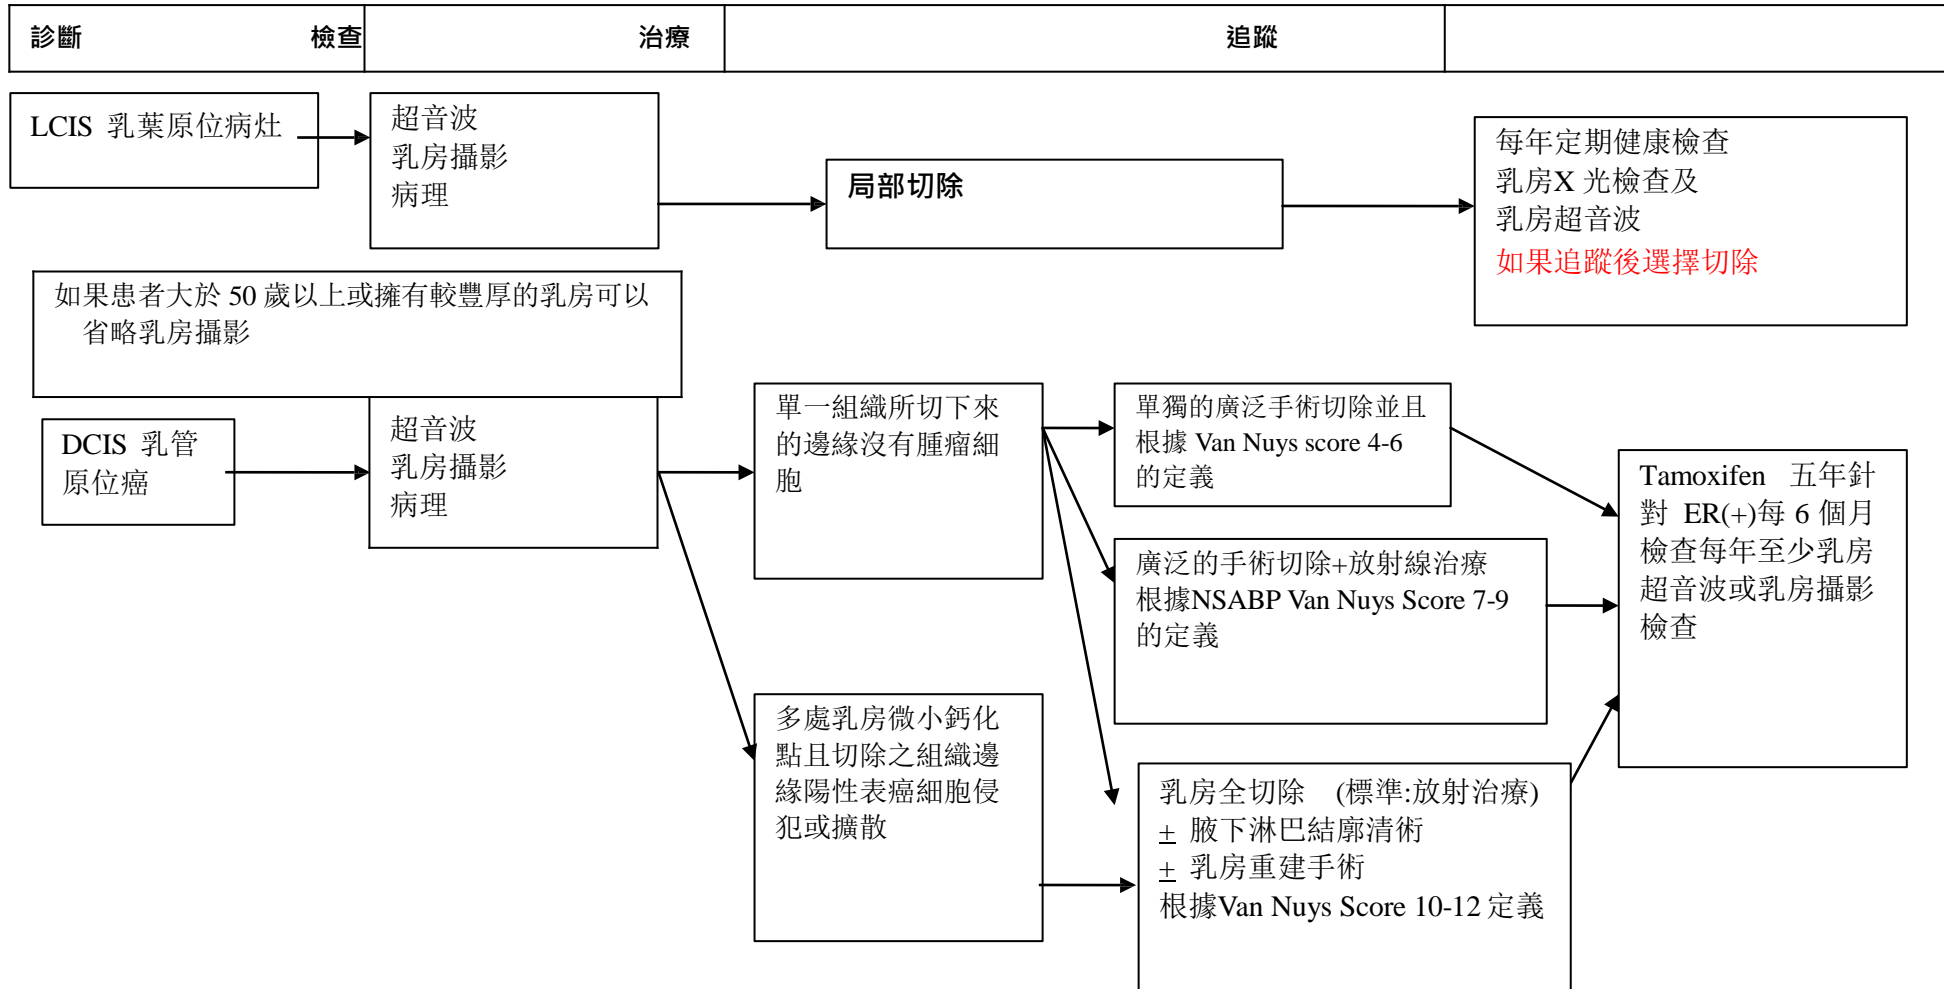 診斷 檢查 治療 追蹤
LCIS 乳葉原位病灶
超音波
乳房攝影
病理
局部切除
每年定期健康檢查
乳房X 光檢查及
乳房超音波
如果追蹤後選擇切除
如果患者大於 50 歲以上或擁有較豐厚的乳房可以
省略乳房攝影
DCIS 乳管
原位癌
超音波
乳房攝影
病理
單一組織所切下來
的邊緣沒有腫瘤細
胞
單獨的廣泛手術切除並且
根據 Van Nuys score 4-6
的定義
廣泛的手術切除+放射線治療
根據NSABP Van Nuys Score 7-9
的定義
Tamoxifen 五年針
對 ER(+)每 6 個月
檢查每年至少乳房
超音波或乳房攝影
檢查
多處乳房微小鈣化
點且切除之組織邊
緣陽性表癌細胞侵
犯或擴散
乳房全切除 (標準:放射治療)
± 腋下淋巴結廓清術
± 乳房重建手術
根據Van Nuys Score 10-12 定義